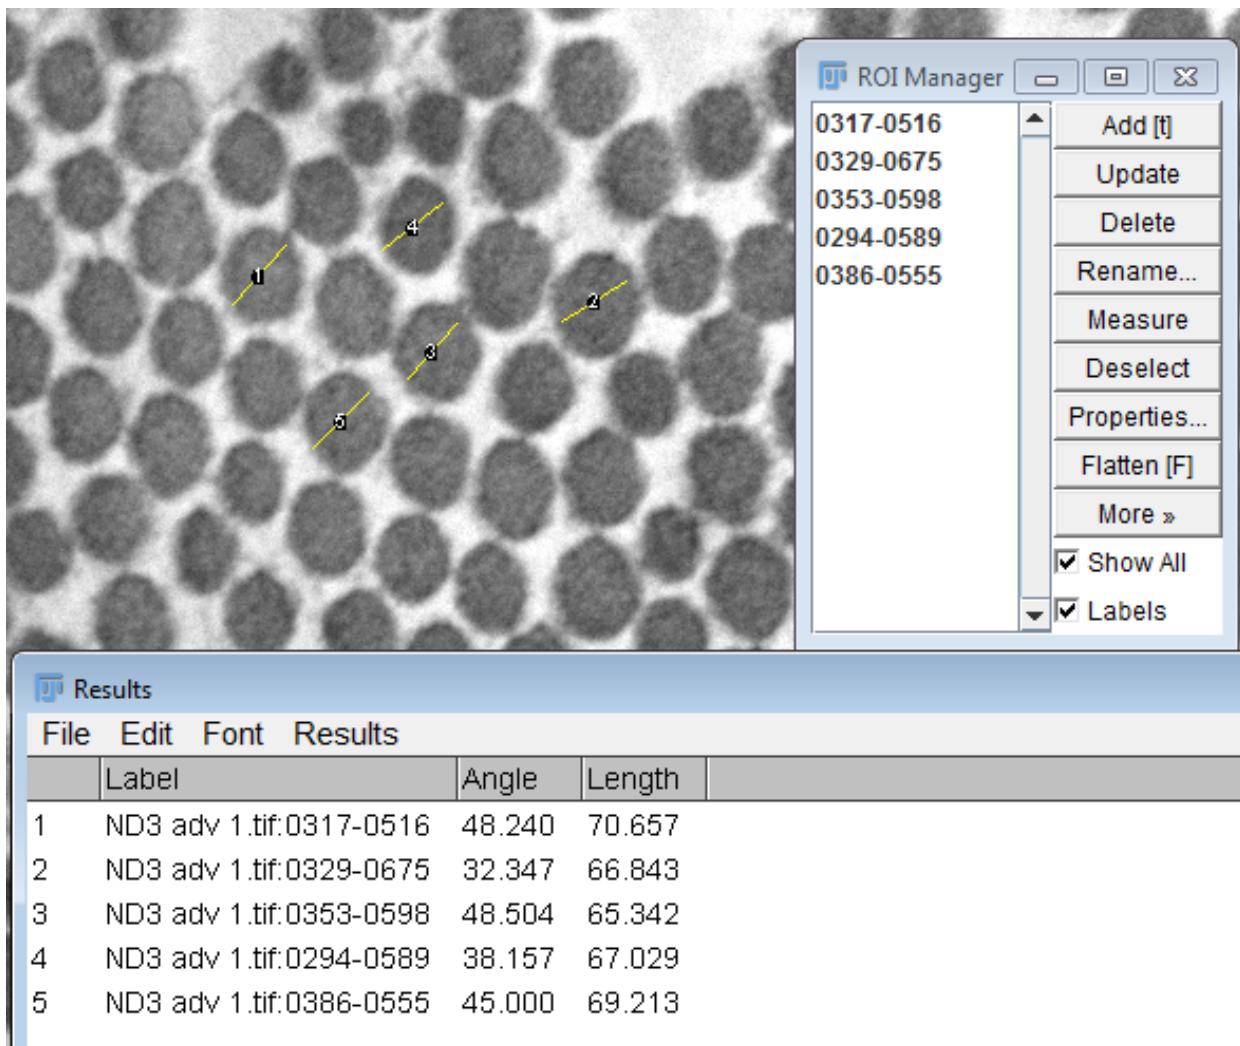 ROI Manager
0317-0516
0329-0675
0353-0598
0294-0589
0386-0555
Add [t]
Update
Delete
Rename...
Measure
Deselect
Properties...
Flatten [F]
More »
Show All
Labels
4
1
2
3
5
Results
File Edit Font Results
Label Angle Length
1 ND3 adv 1.tif:0317-0516 48.240 70.657
2 ND3 adv 1.tif:0329-0675 32.347 66.843
3 ND3 adv 1.tif:0353-0598 48.504 65.342
4 ND3 adv 1.tif:0294-0589 38.157 67.029
5 ND3 adv 1.tif:0386-0555 45.000 69.213